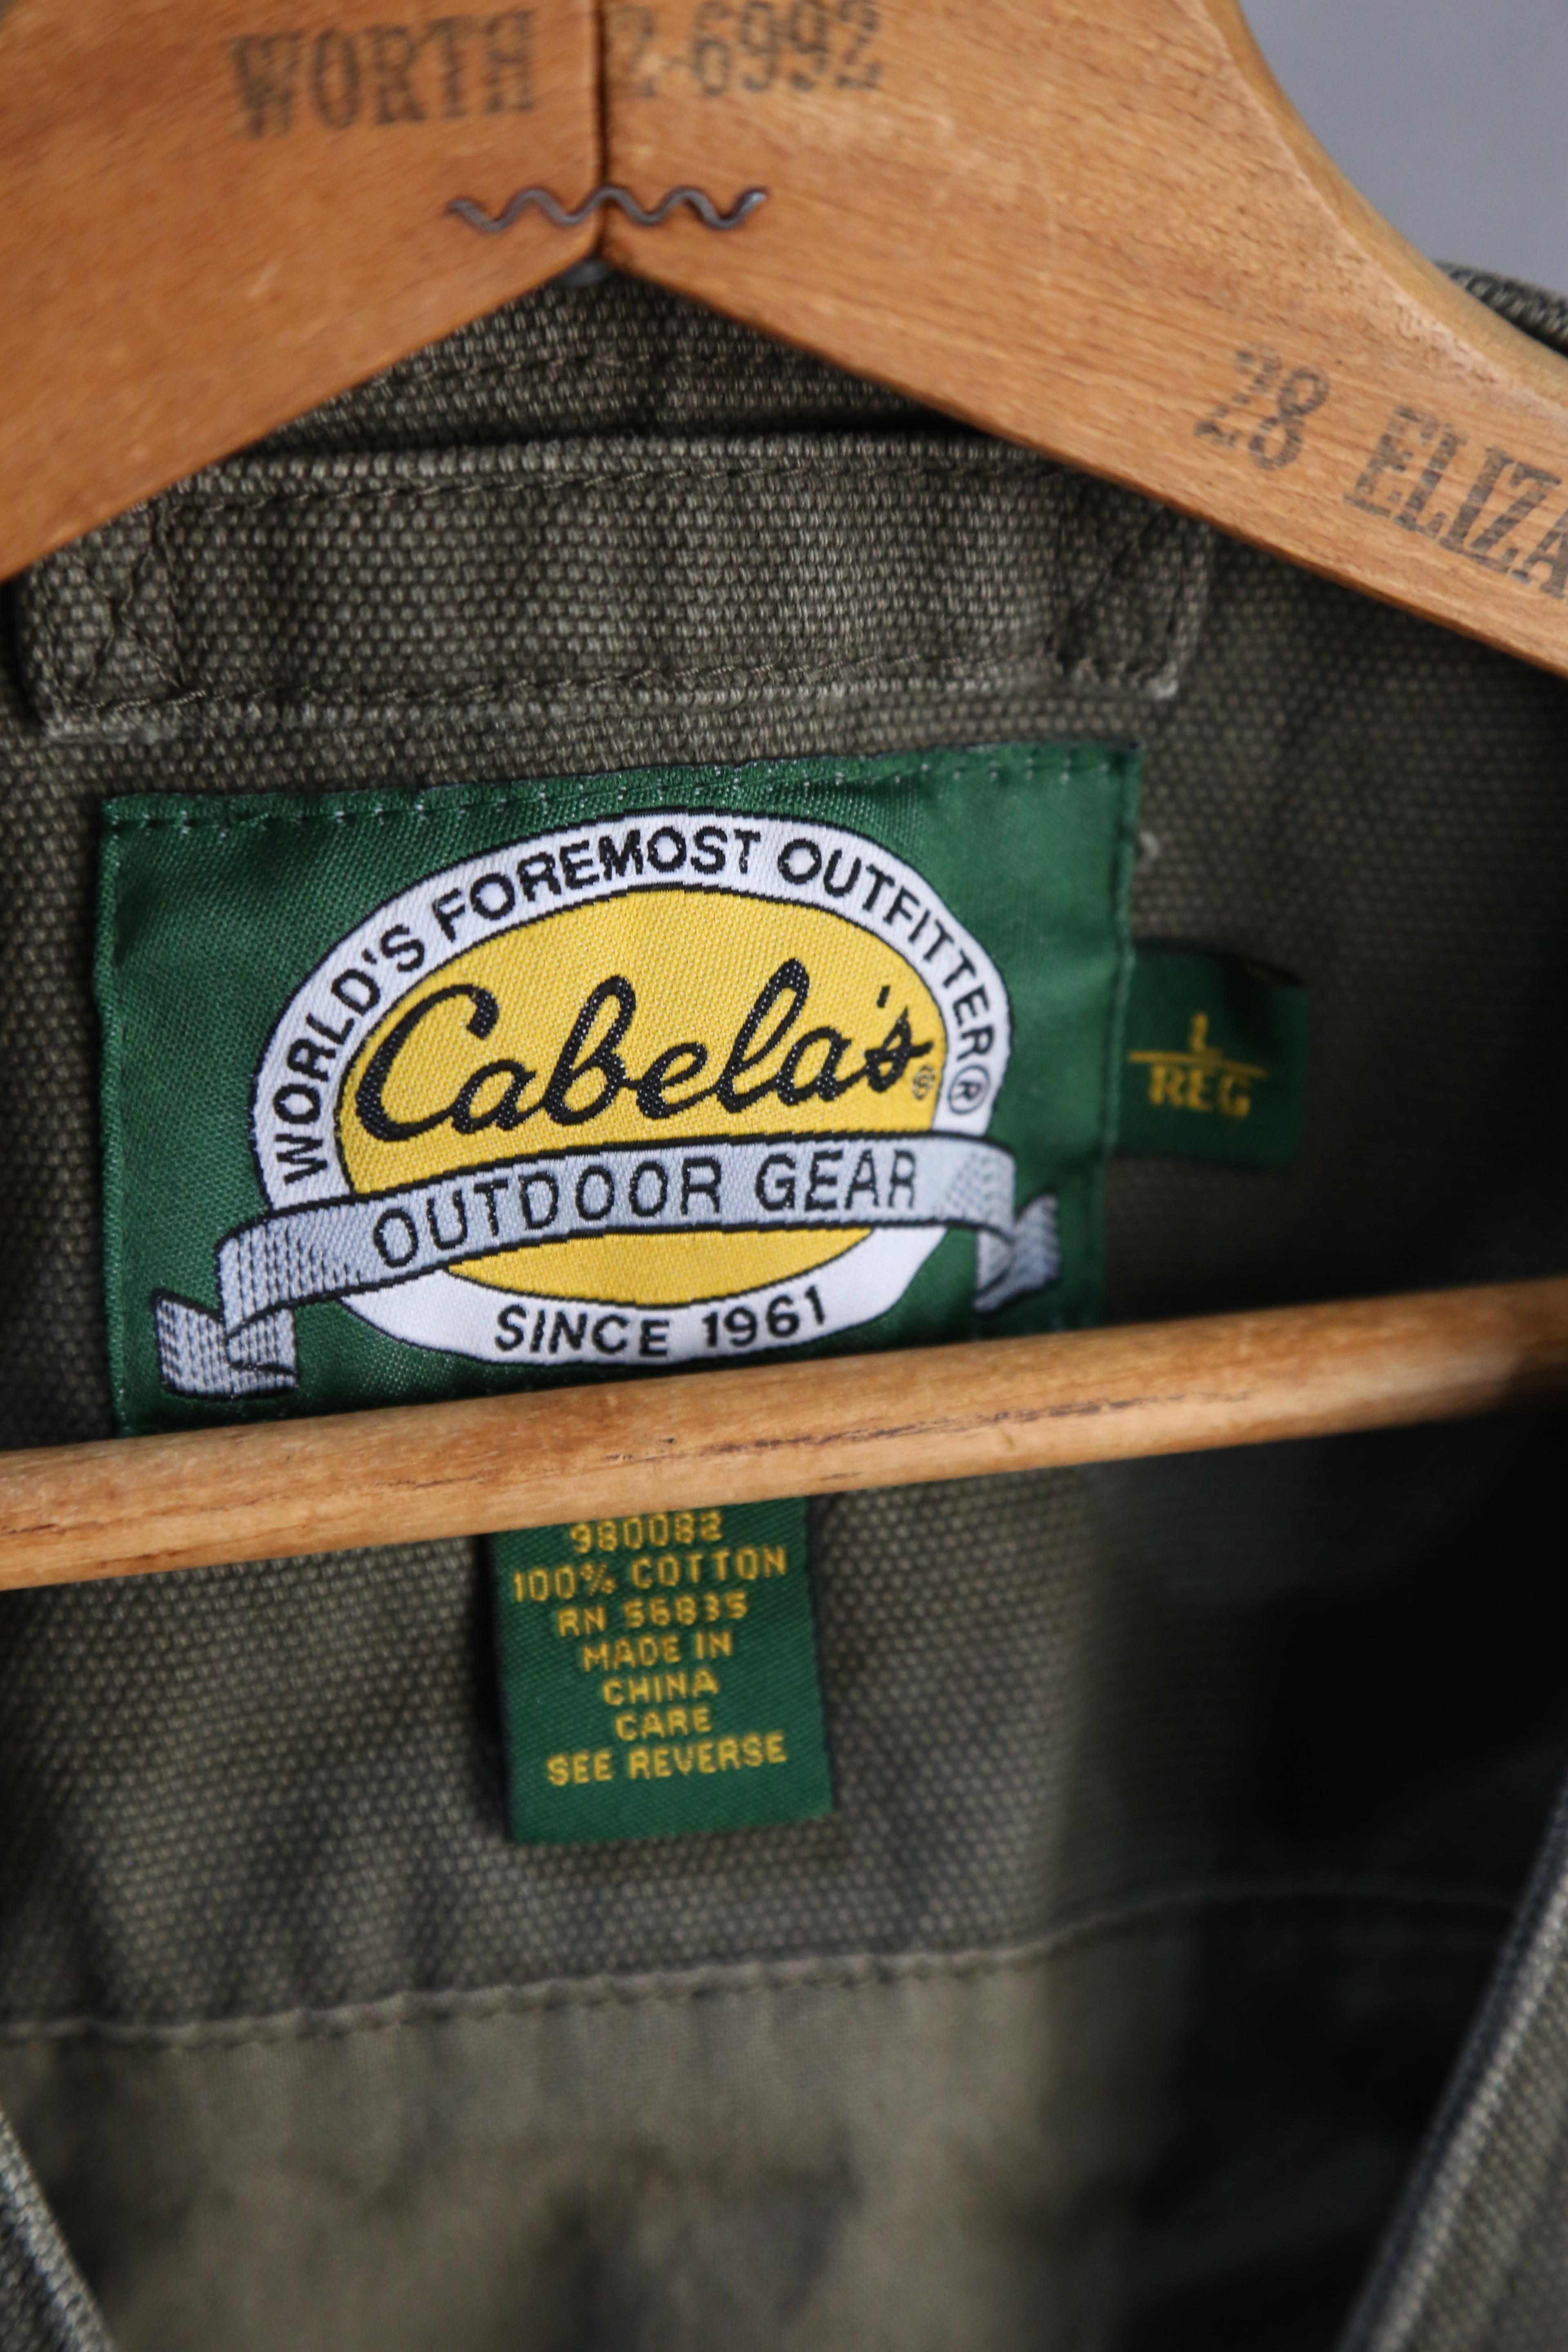 WORTH 2-6992
28 ELIZA
WORLD'S FOREMOST OUTFITTER®
Cabela's®
OUTDOOR GEAR
SINCE 1961
L
REG
980082
100% COTTON
RN 56835
MADE IN
CHINA
CARE
SEE REVERSE